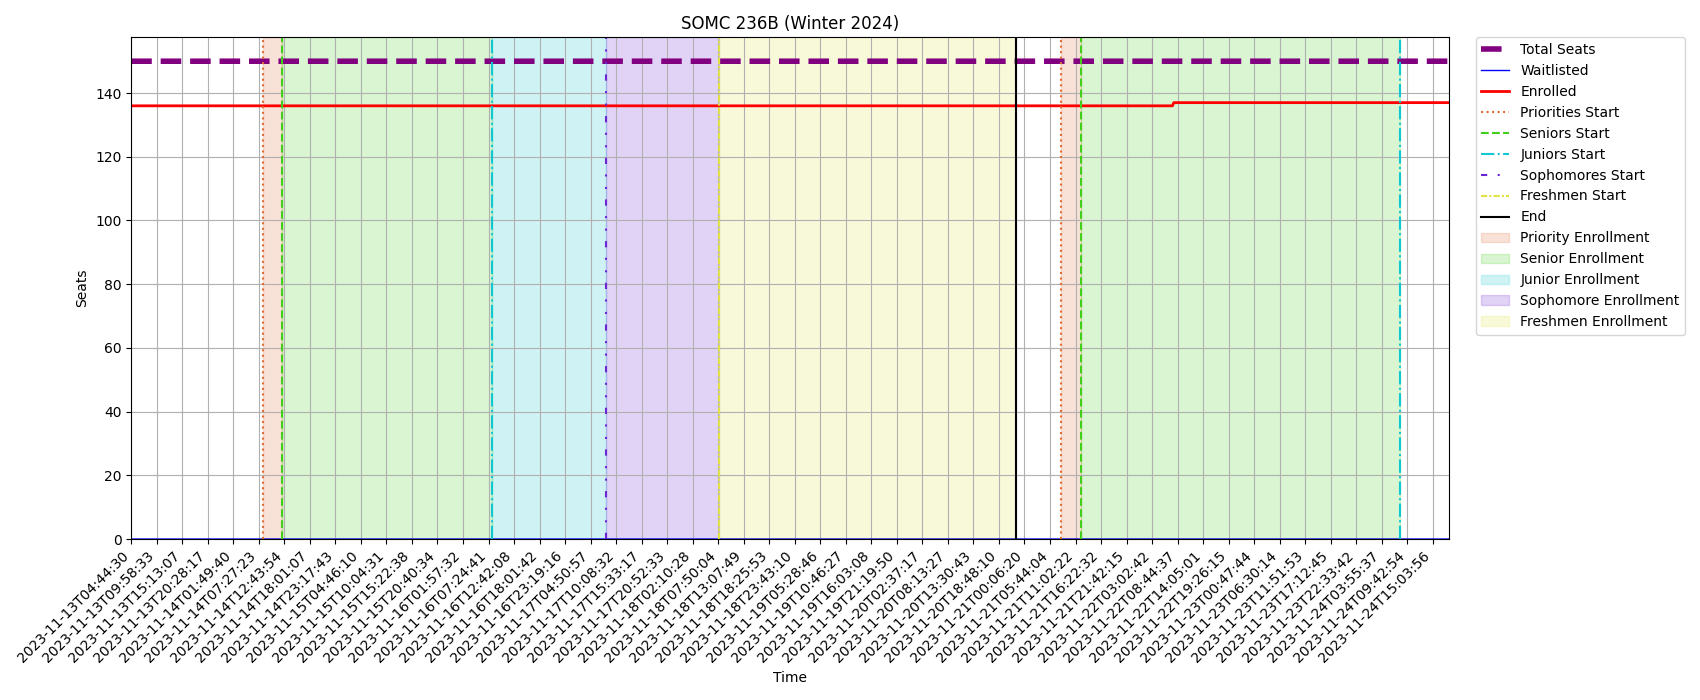 SOMC 236B (Winter 2024)
Total Seats
Waitlisted
Enrolled
Priorities Start
Seniors Start
Juniors Start
Sophomores Start
Freshmen Start
End
Priority Enrollment
Senior Enrollment
Junior Enrollment
Sophomore Enrollment
Freshmen Enrollment
Seats
140
120
100
80
60
40
20
0
2023-11-13T04:44:30
2023-11-13T09:58:33
2023-11-13T15:13:07
2023-11-13T20:28:17
2023-11-14T01:49:40
2023-11-14T07:27:23
2023-11-14T12:43:54
2023-11-14T18:01:07
2023-11-14T23:17:43
2023-11-15T04:46:10
2023-11-15T10:04:31
2023-11-15T15:22:38
2023-11-15T20:40:34
2023-11-16T01:57:32
2023-11-16T07:24:41
2023-11-16T12:42:08
2023-11-16T18:01:42
2023-11-16T23:19:16
2023-11-17T04:50:57
2023-11-17T10:08:32
2023-11-17T15:33:17
2023-11-17T20:52:33
2023-11-18T02:10:28
2023-11-18T07:50:04
2023-11-18T13:07:49
2023-11-18T18:25:53
2023-11-18T23:43:10
2023-11-19T05:28:46
2023-11-19T10:46:27
2023-11-19T16:03:08
2023-11-19T21:19:50
2023-11-20T02:37:17
2023-11-20T08:13:27
2023-11-20T13:30:43
2023-11-20T18:48:10
2023-11-21T00:06:20
2023-11-21T05:44:04
2023-11-21T11:02:22
2023-11-21T16:22:32
2023-11-21T21:42:15
2023-11-22T03:02:42
2023-11-22T08:44:37
2023-11-22T14:05:01
2023-11-22T19:26:15
2023-11-23T00:47:44
2023-11-23T06:30:14
2023-11-23T11:51:53
2023-11-23T17:12:45
2023-11-23T22:33:42
2023-11-24T03:55:37
2023-11-24T09:42:54
2023-11-24T15:03:56
Time